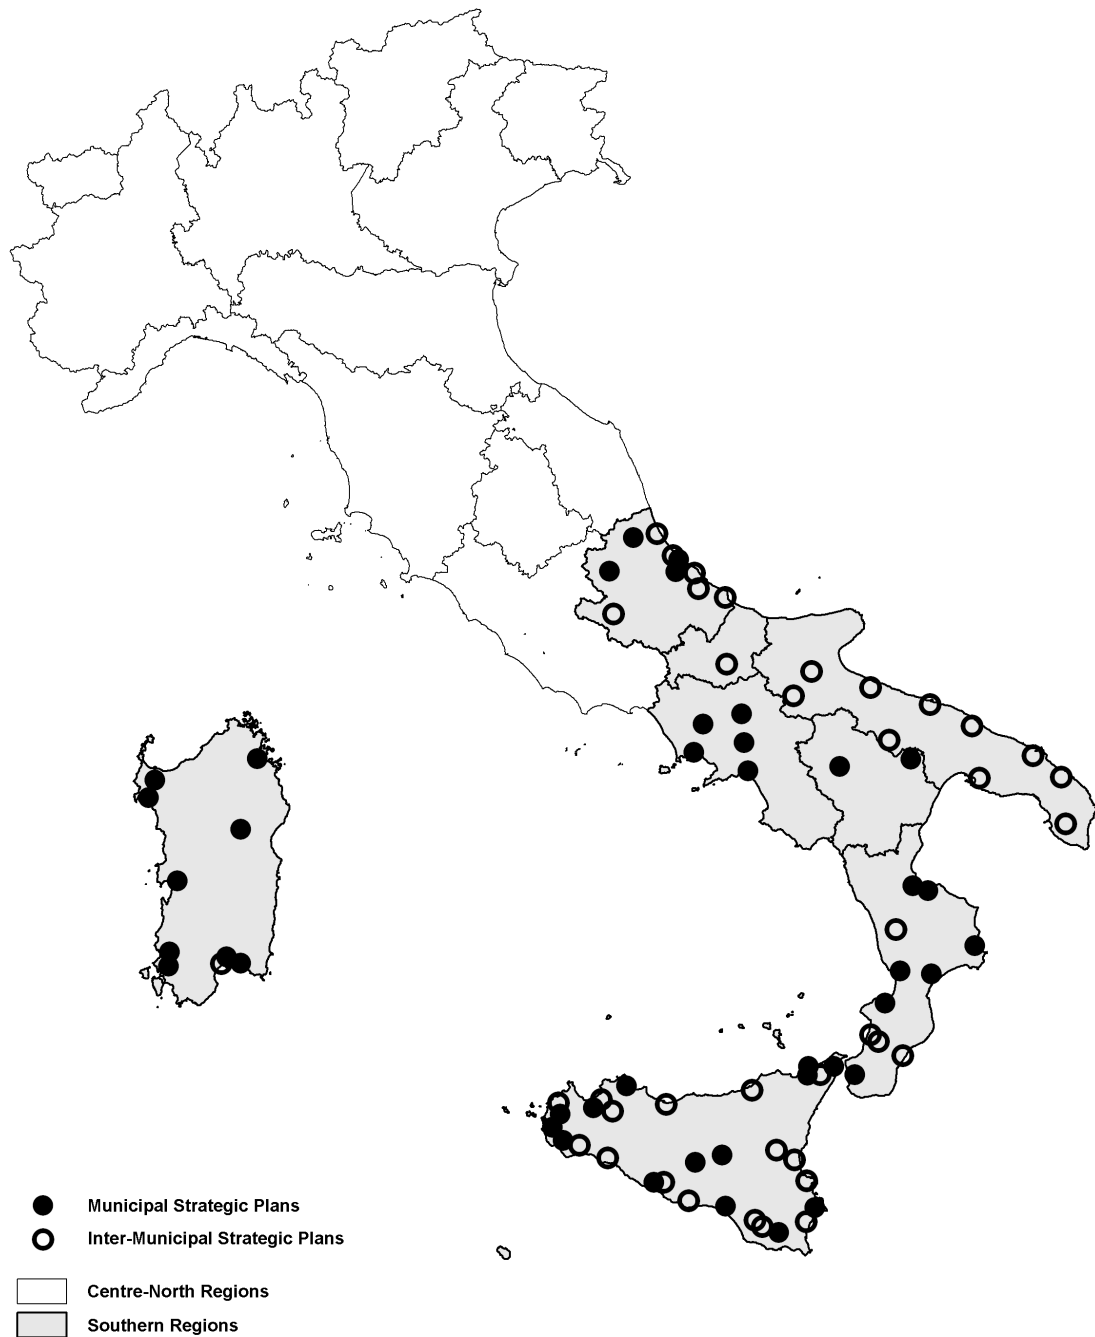 Municipal Strategic Plans
Inter-Municipal Strategic Plans
Centre-North Regions
Southern Regions